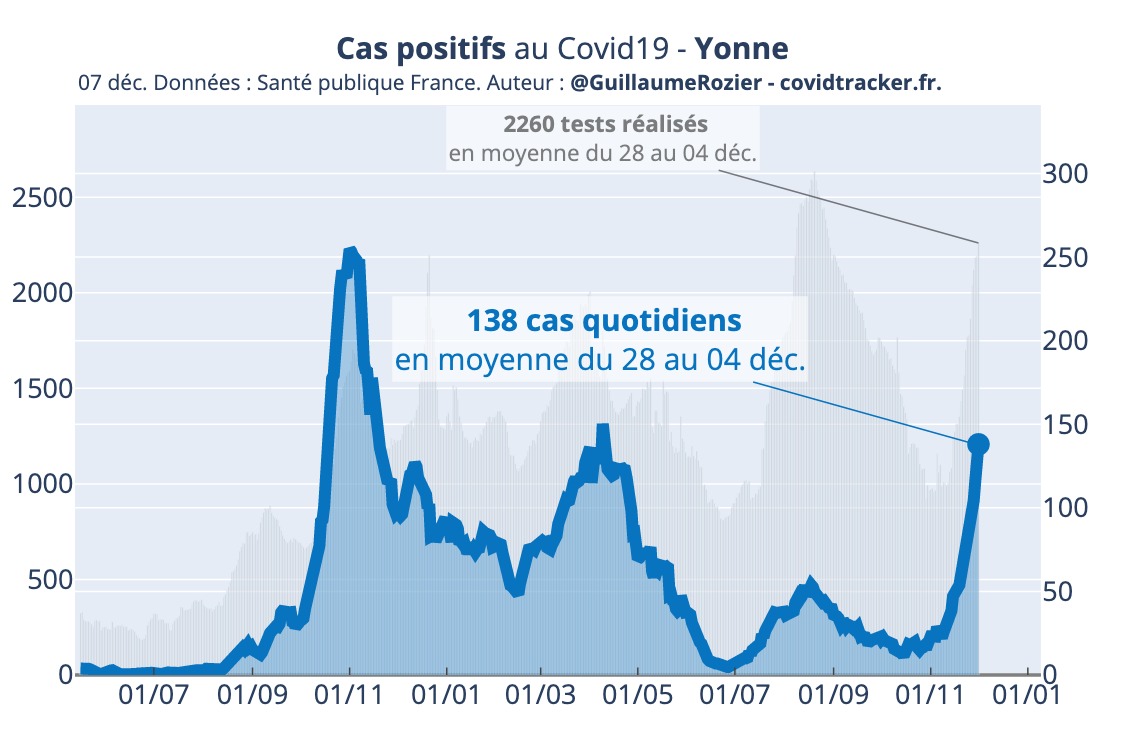 Cas positifs au Covid19 - Yonne
07 déc. Données : Santé publique France. Auteur : @GuillaumeRozier - covidtracker.fr.
2260 tests réalisés
en moyenne du 28 au 04 déc.
138 cas quotidiens
en moyenne du 28 au 04 déc.
2500
2000
1500
1000
500
0
300
250
200
150
100
50
0
01/07 01/09 01/11 01/01 01/03 01/05 01/07 01/09 01/11 01/01